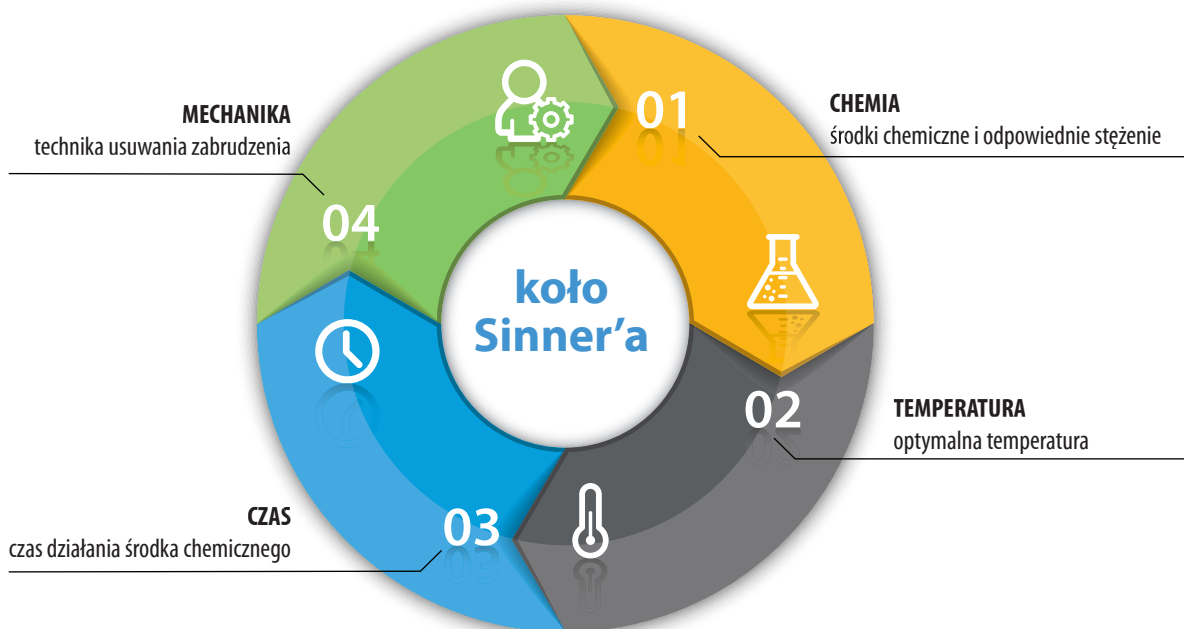 koło
Sinner’a
01
CHEMIA
środki chemiczne i odpowiednie stężenie
02
TEMPERATURA
optymalna temperatura
03
CZAS
czas działania środka chemicznego
04
MECHANIKA
technika usuwania zabrudzenia